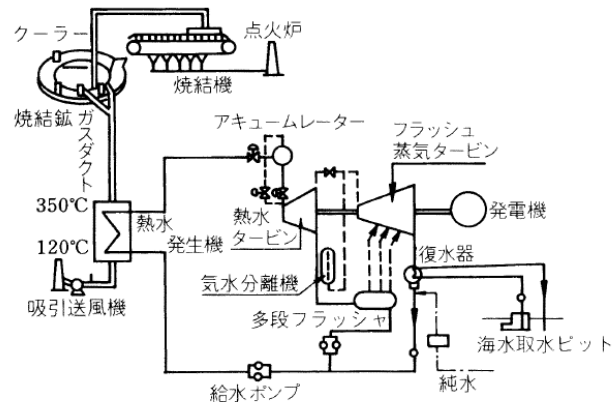 クーラー
点火炉
焼結機
焼結鉱
ガスダクト
アキュームレーター
フラッシュ
蒸気タービン
350℃
熱水
発生機
120℃
吸引送風機
熱水
タービン
発電機
気水分離機
復水器
多段フラッシャ
海水取水ピット
給水ポンプ
純水